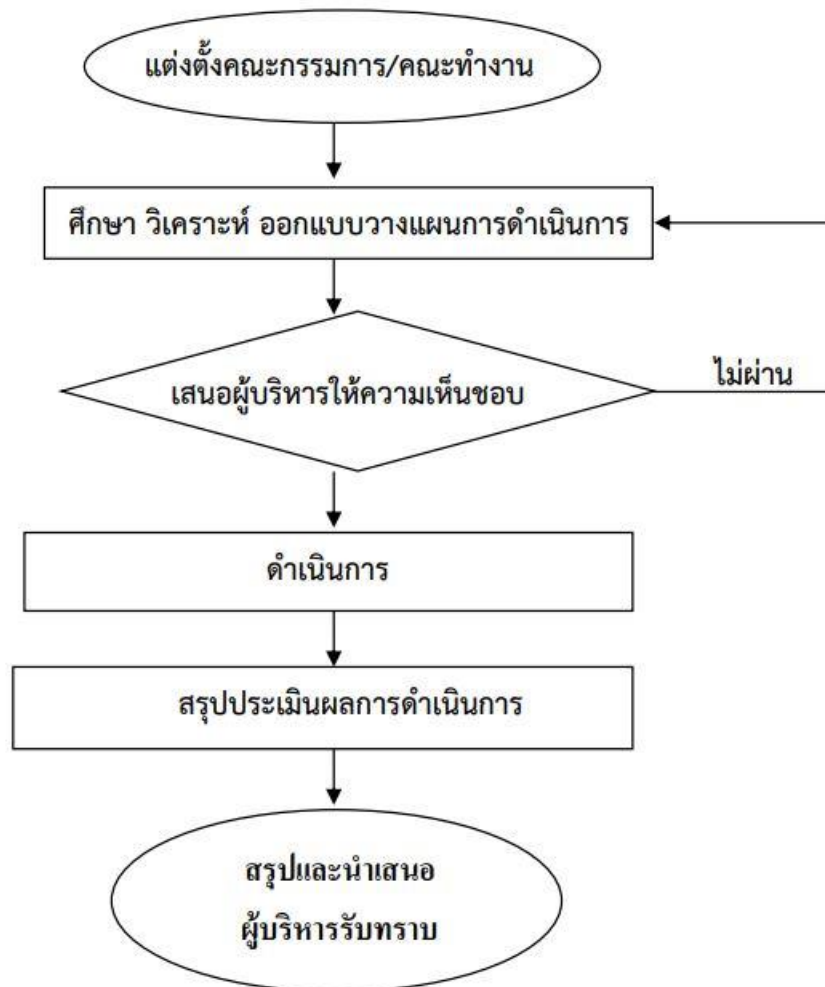 แต่งตั้งคณะกรรมการ/คณะทำงาน
ศึกษา วิเคราะห์ ออกแบบวางแผนการดำเนินการ
เสนอผู้บริหารให้ความเห็นชอบ
ไม่ผ่าน
ดำเนินการ
สรุปประเมินผลการดำเนินการ
สรุปและนำเสนอ
ผู้บริหารรับทราบ